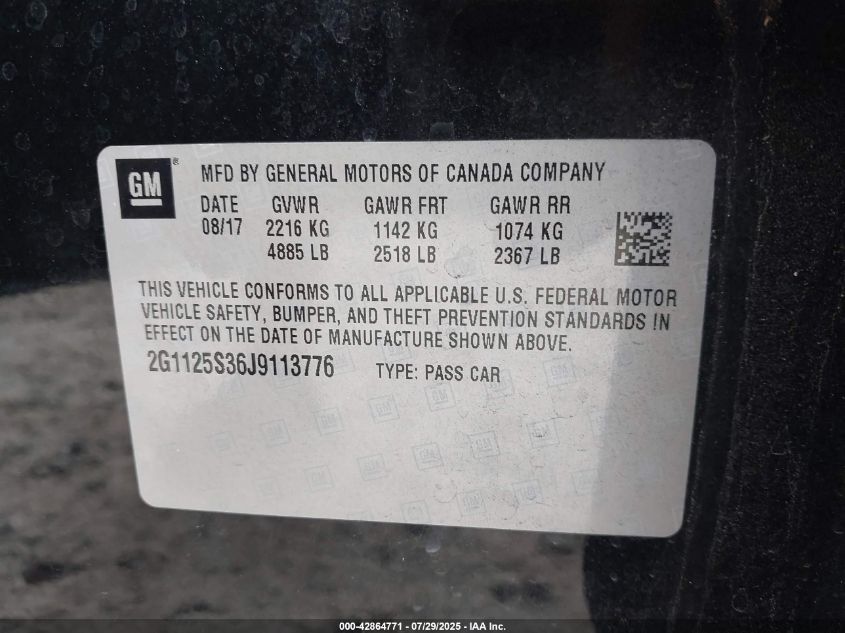 GM ® MFD BY GENERAL MOTORS OF CANADA COMPANY
DATE GVWR GAWR FRT GAWR RR
08/17 2216 KG 1142 KG 1074 KG
4885 LB 2518 LB 2367 LB
THIS VEHICLE CONFORMS TO ALL APPLICABLE U.S. FEDERAL MOTOR
VEHICLE SAFETY, BUMPER, AND THEFT PREVENTION STANDARDS IN
EFFECT ON THE DATE OF MANUFACTURE SHOWN ABOVE.
2G1125S36J9113776 TYPE: PASS CAR
000-42864771 - 07/29/2025 - IAA Inc.